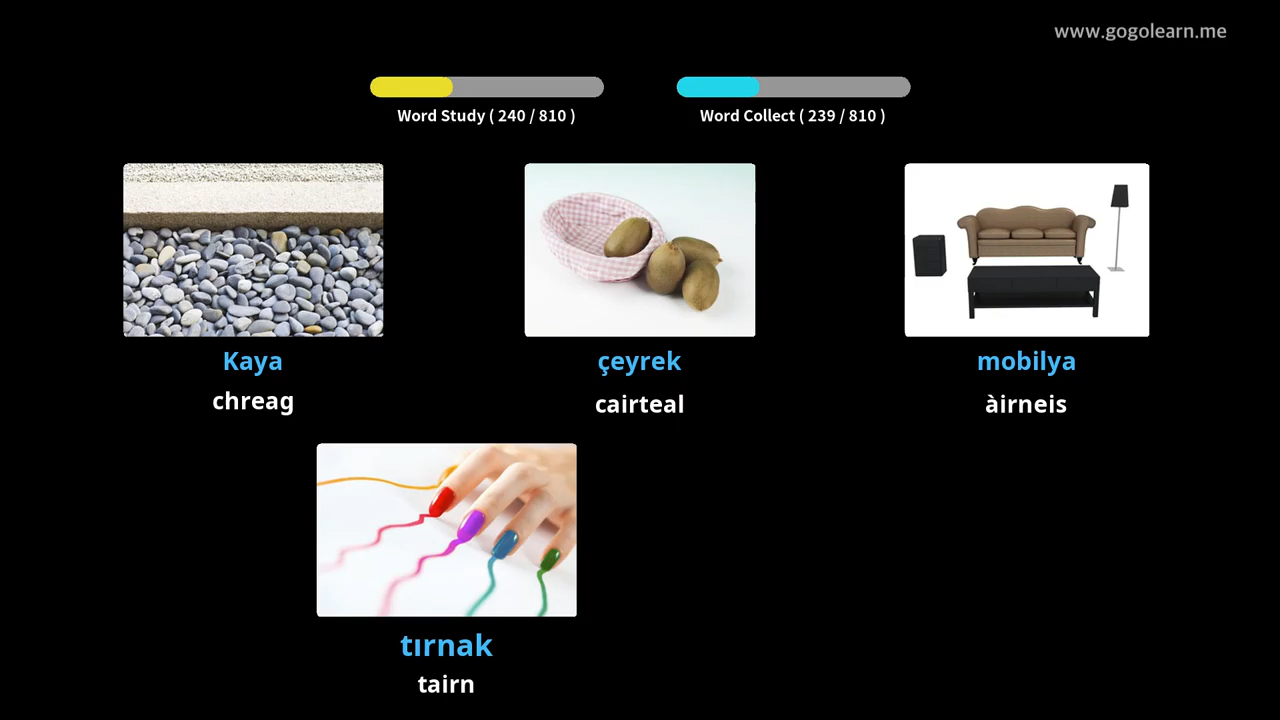 www.gogolearn.me
Word Study ( 240 / 810 )
Word Collect ( 239 / 810 )
Kaya
chreag
çeyrek
cairteal
mobilya
àirneis
tırnak
tairn